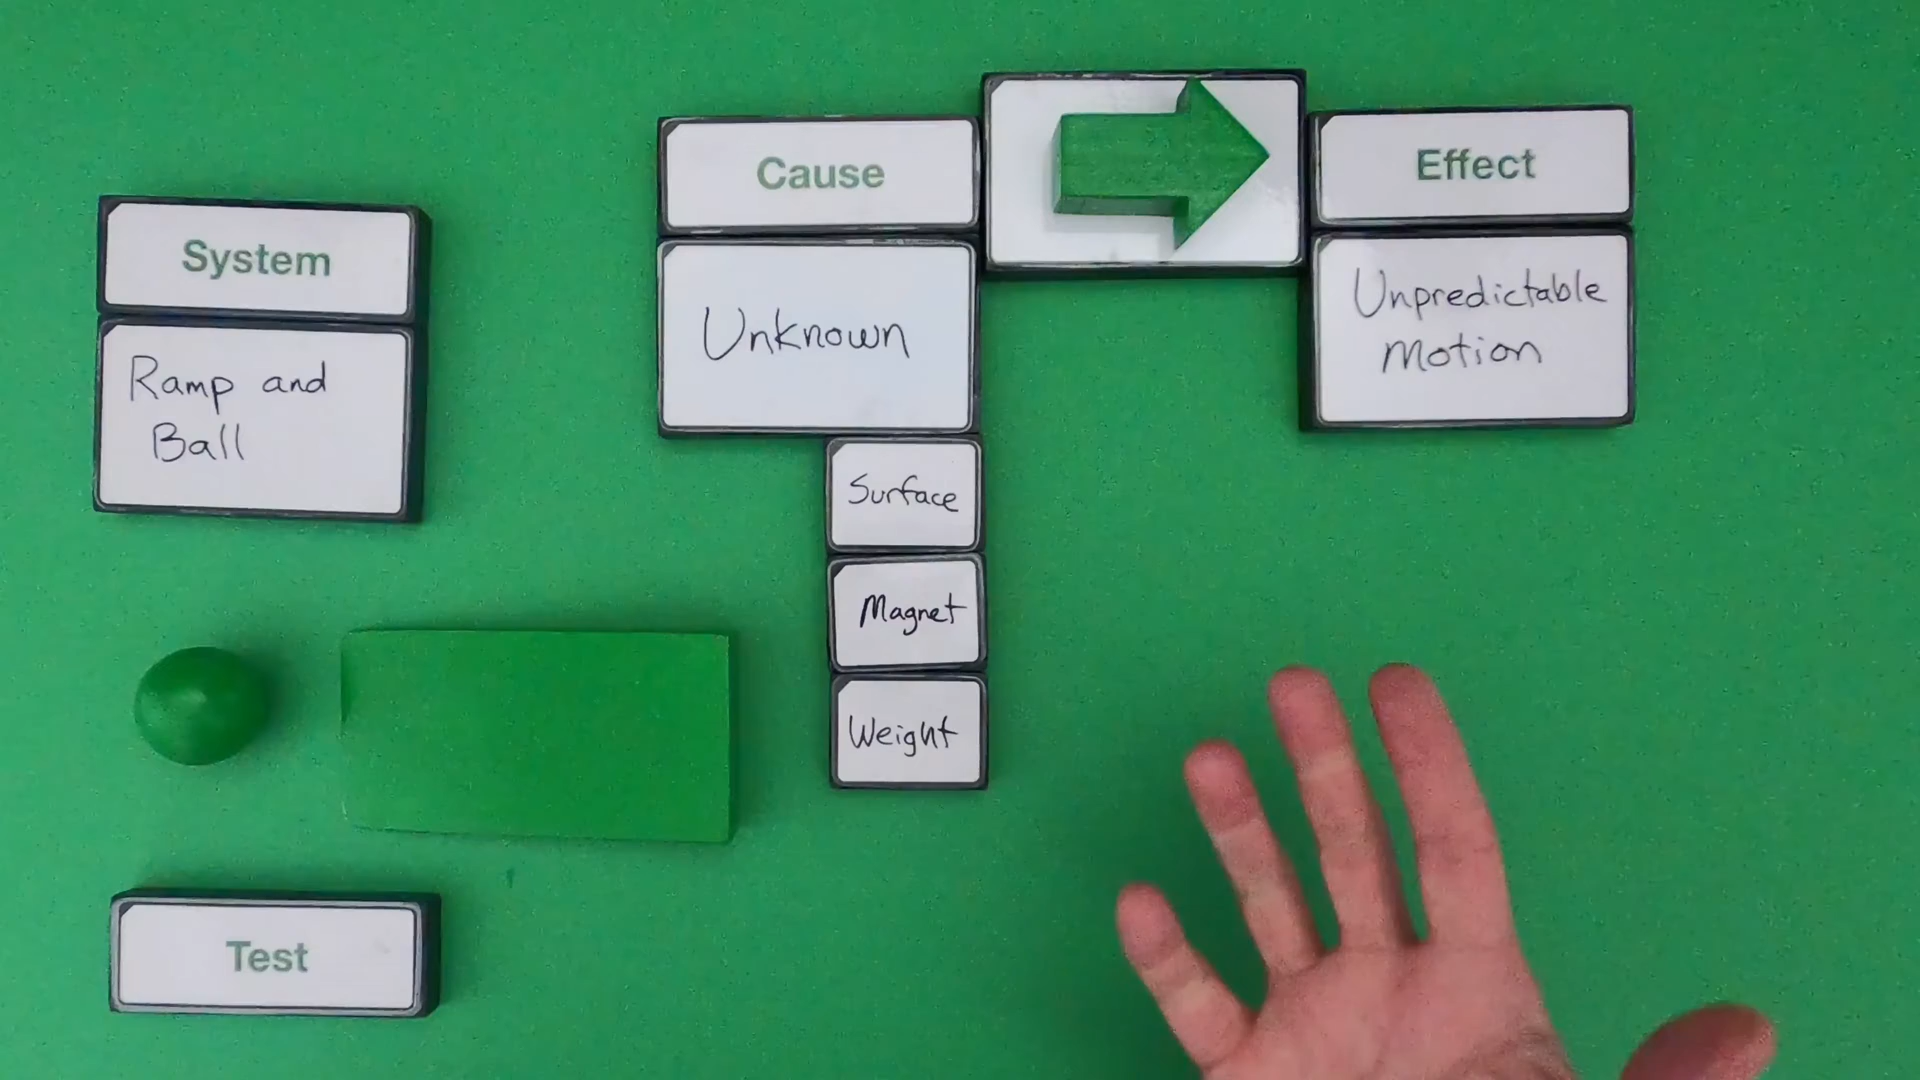 System
Ramp and
Ball
Cause
Unknown
Surface
Magnet
Weight
Effect
Unpredictable
Motion
Test